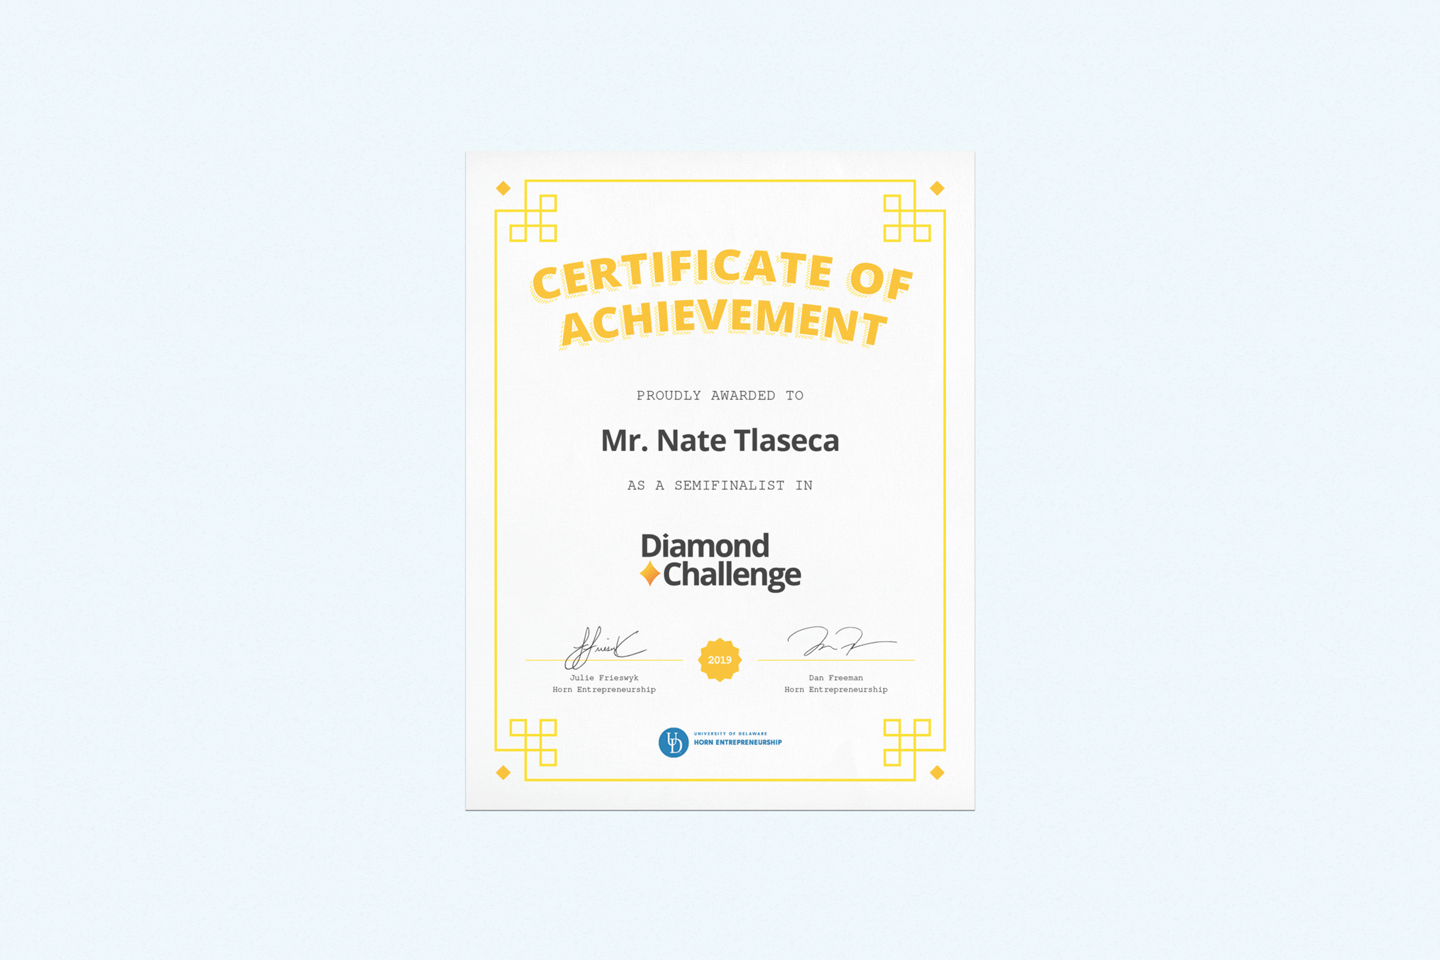 CERTIFICATE OF
ACHIEVEMENT
PROUDLY AWARDED TO
Mr. Nate Tlaseca
AS A SEMIFINALIST IN
Diamond
Challenge
2019
Julie Frieswyk
Horn Entrepreneurship
Dan Freeman
Horn Entrepreneurship
UD
UNIVERSITY OF DELAWARE
HORN ENTREPRENEURSHIP